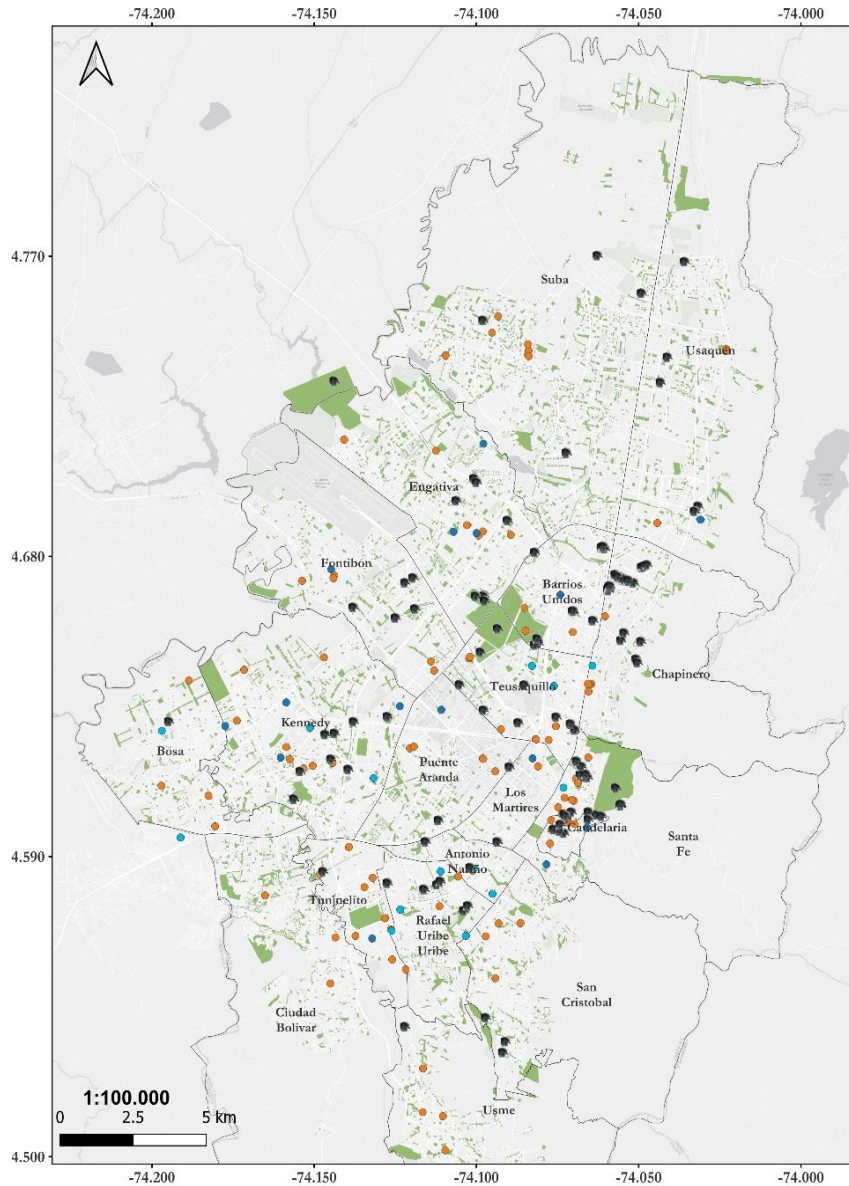 -74.200 -74.150 -74.100 -74.050 -74.000
4.770
Suba
Usaquén
Engativa
4.680
Fontibon
Barrios
Unidos
Chapinero
Teusaquillo
Kennedy
Bosa
Puente
Aranda
Los
Martires
Candelaria
Santa
Fe
4.590
Antonio
Nariño
Tunjuelito
Rafael
Uribe
Uribe
San
Cristobal
Ciudad
Bolivar
1:100.000
0 2.5 5 km
Usme
4.500
-74.200 -74.150 -74.100 -74.050 -74.000